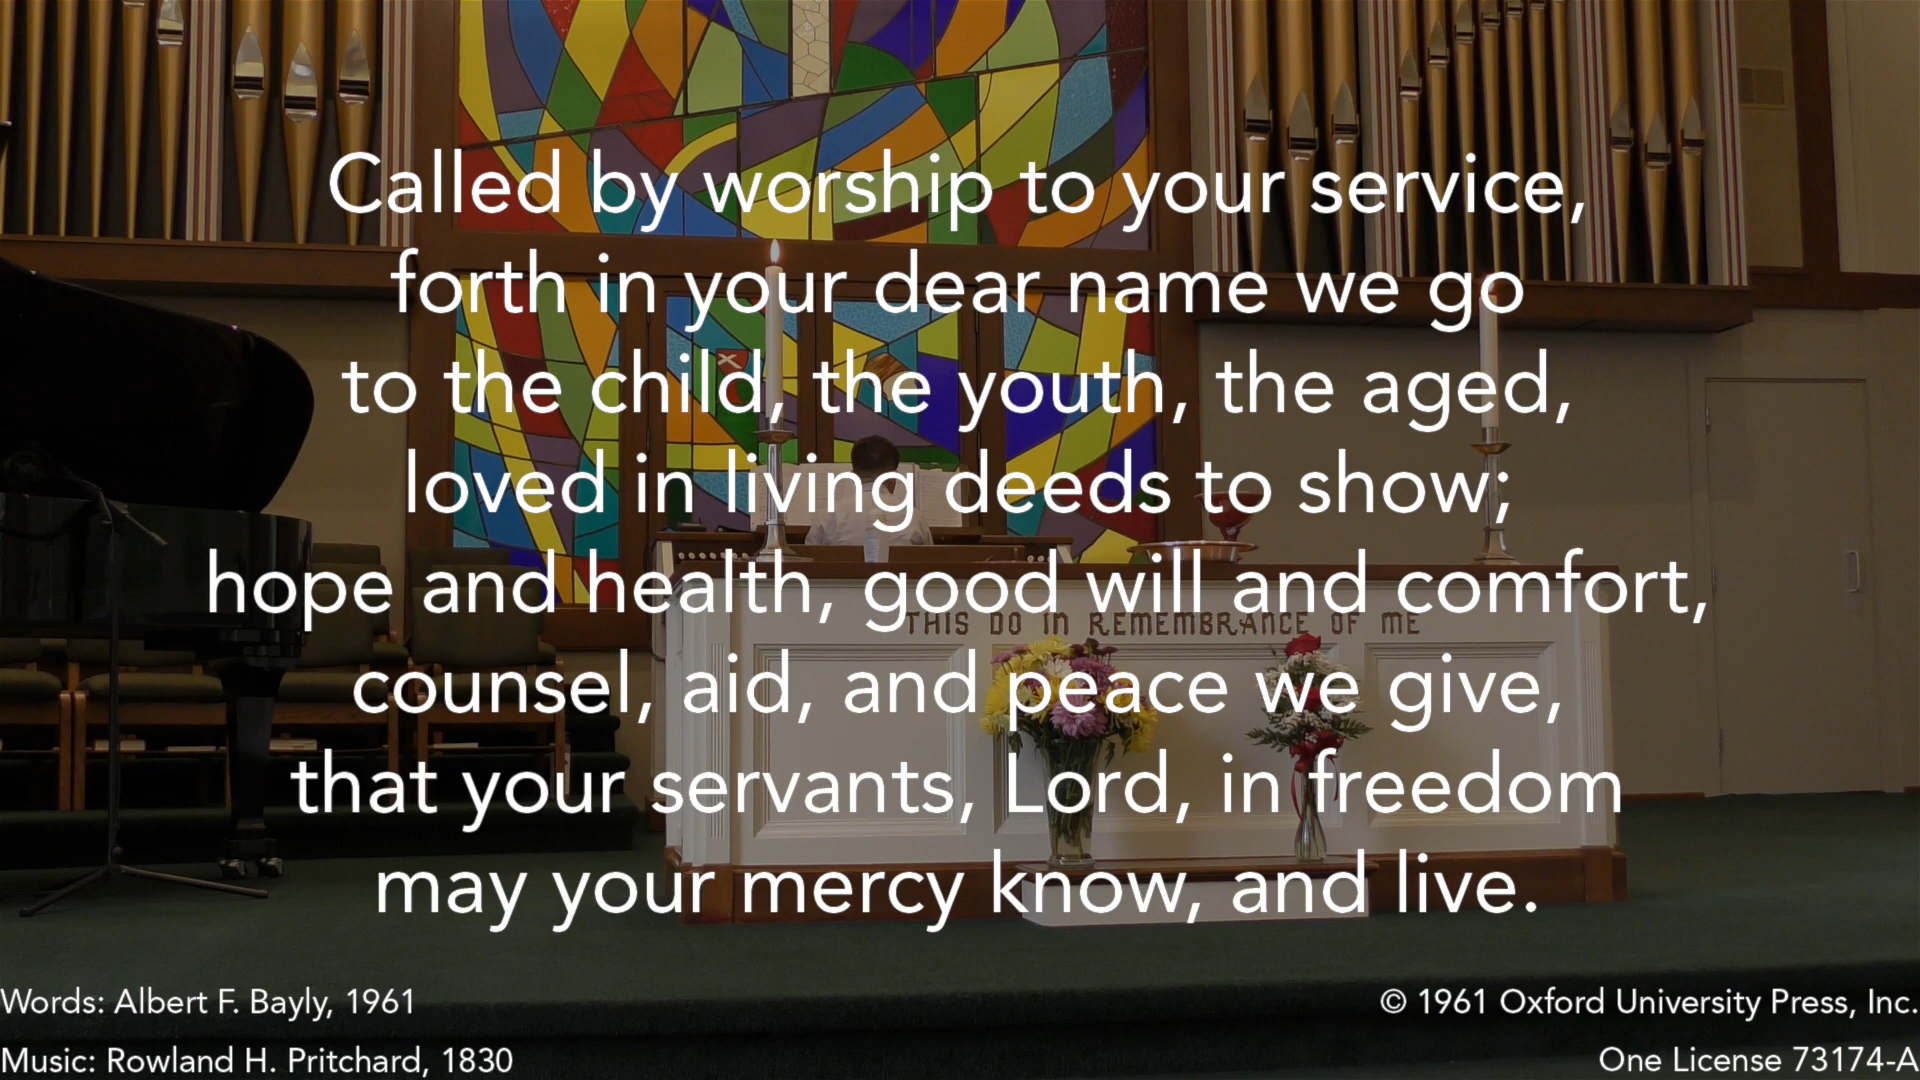 Called by worship to your service,
forth in your dear name we go
to the child, the youth, the aged,
loved in living deeds to show;
hope and health, good will and comfort,
THIS DO IN REMEMBRANCE OF ME
counsel, aid, and peace we give,
that your servants, Lord, in freedom
may your mercy know, and live.
Words: Albert F. Bayly, 1961
© 1961 Oxford University Press, Inc.
Music: Rowland H. Pritchard, 1830
One License 73174-A